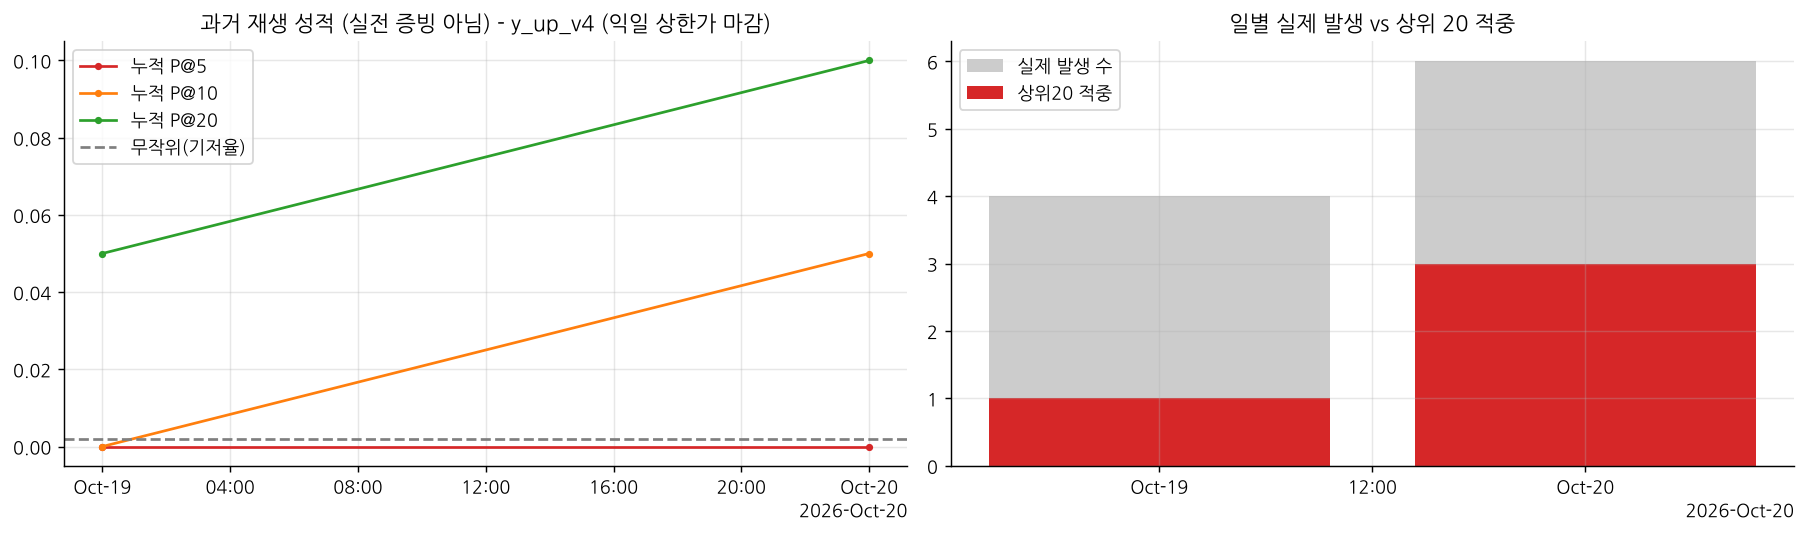 과거 재생 성적 (실전 증빙 아님) - y_up_v4 (익일 상한가 마감)
누적 P@5
누적 P@10
누적 P@20
무작위(기저율)
0.10
0.08
0.06
0.04
0.02
0.00
Oct-19
04:00
08:00
12:00
16:00
20:00
Oct-20
2026-Oct-20
일별 실제 발생 vs 상위 20 적중
실제 발생 수
상위20 적중
6
5
4
3
2
1
0
Oct-19
12:00
Oct-20
2026-Oct-20